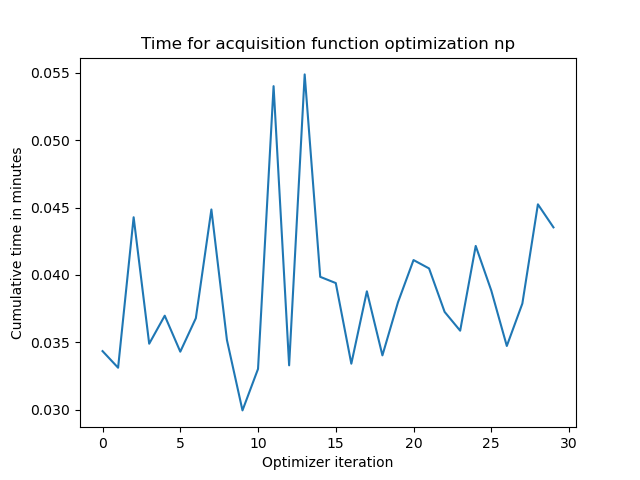 Time for acquisition function optimization np
0.055
0.050
0.045
0.040
0.035
0.030
Cumulative time in minutes
0 5 10 15 20 25 30
Optimizer iteration